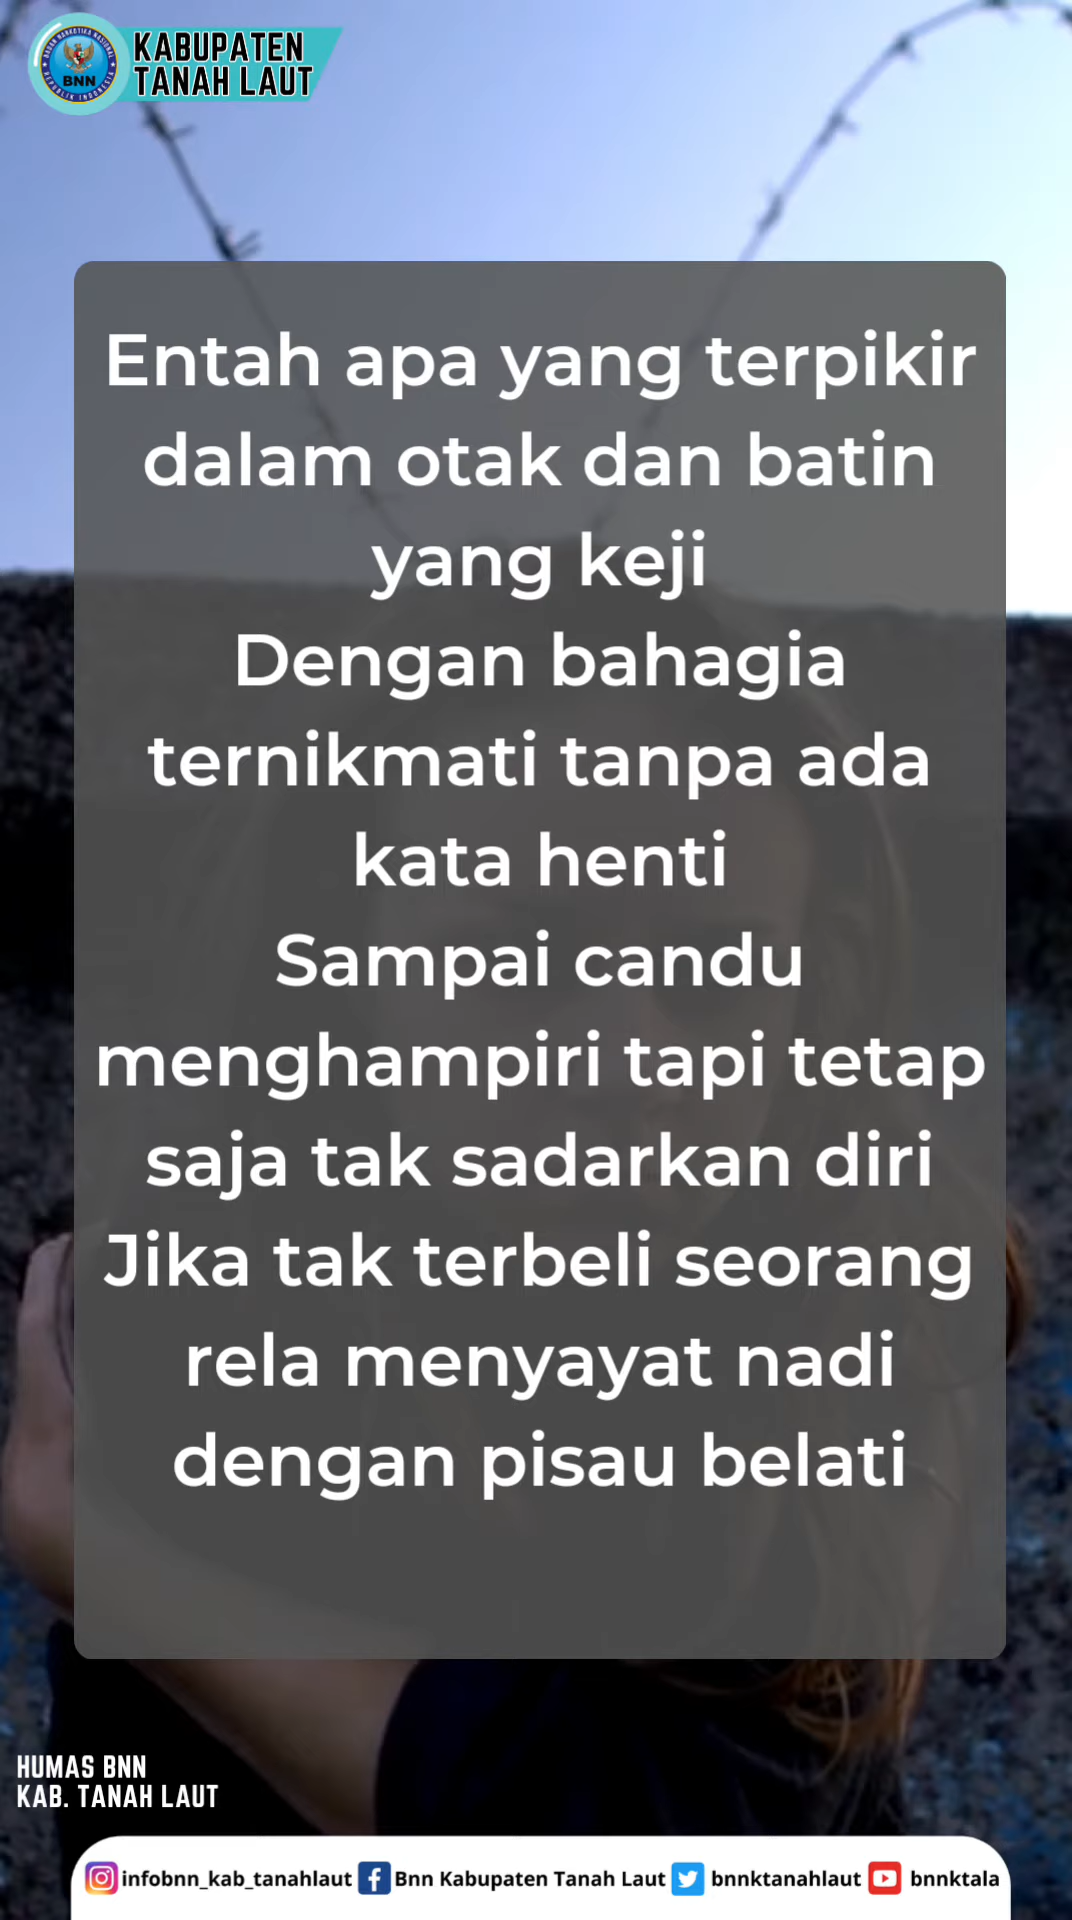 KABUPATEN
TANAH LAUT
BNN
Entah apa yang terpikir
dalam otak dan batin
yang keji
Dengan bahagia
ternikmati tanpa ada
kata henti
Sampai candu
menghampiri tapi tetap
saja tak sadarkan diri
Jika tak terbeli seorang
rela menyayat nadi
dengan pisau belati
HUMAS BNN
KAB. TANAH LAUT
infobnn_kab_tanahlaut Bnn Kabupaten Tanah Laut bnnktanahlaut bnnktala